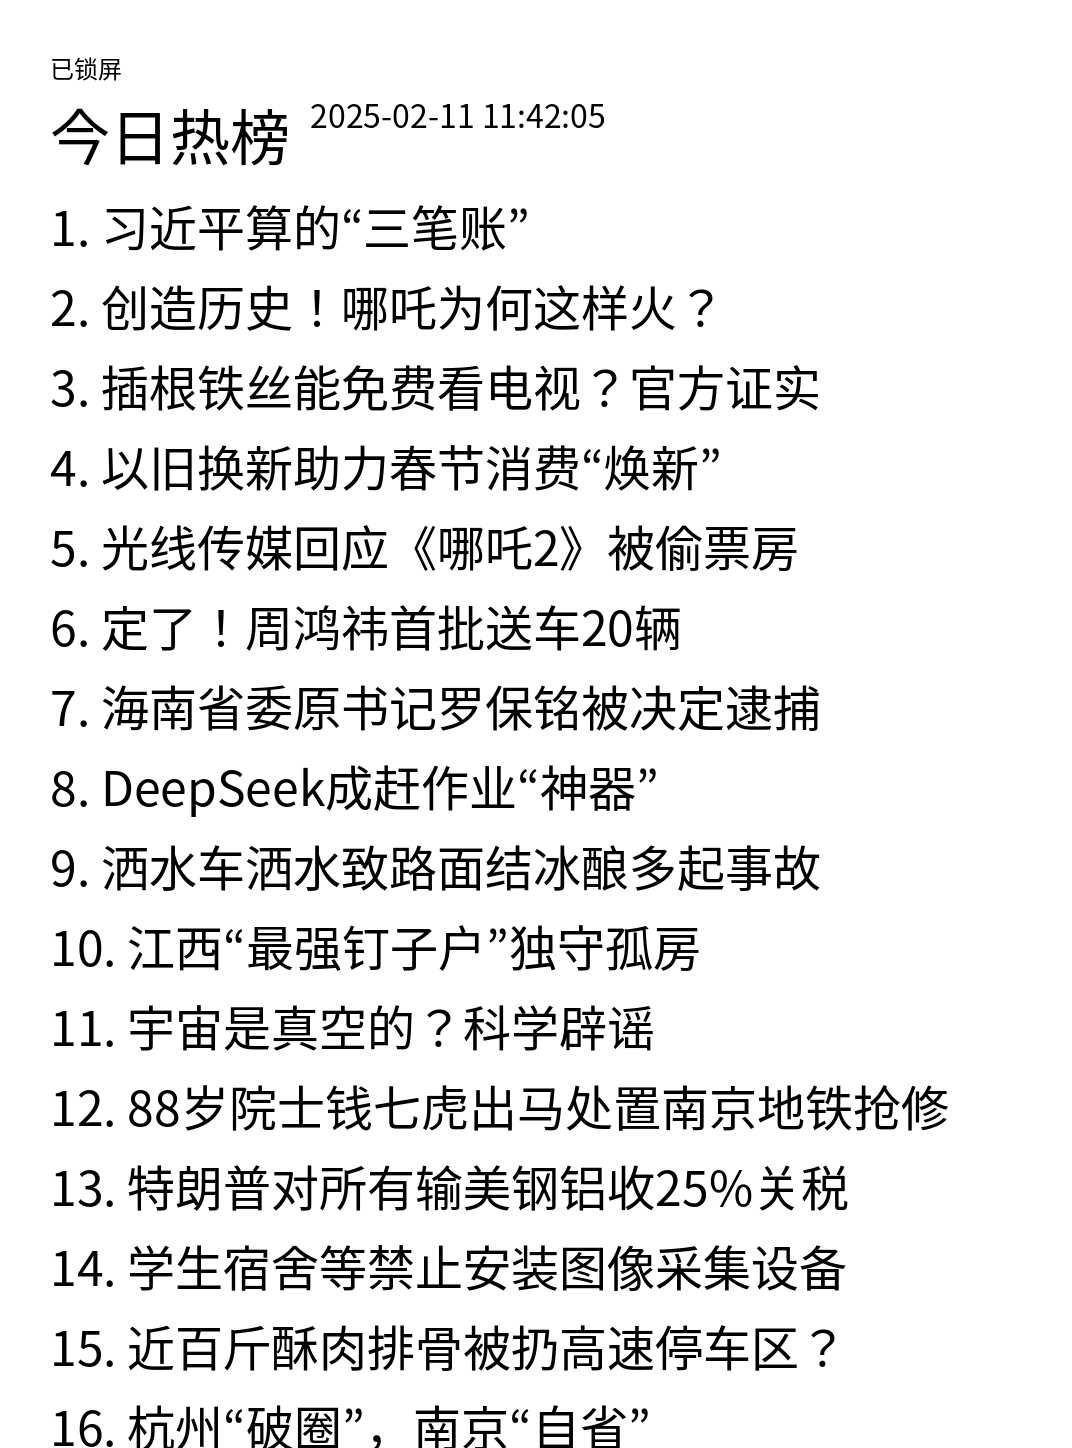 已锁屏
今日热榜 2025-02-11 11:42:05
1. 习近平算的“三笔账”
2. 创造历史！哪吒为何这样火？
3. 插根铁丝能免费看电视？官方证实
4. 以旧换新助力春节消费“焕新”
5. 光线传媒回应《哪吒2》被偷票房
6. 定了！周鸿祎首批送车20辆
7. 海南省委原书记罗保铭被决定逮捕
8. DeepSeek成赶作业“神器”
9. 洒水车洒水致路面结冰酿多起事故
10. 江西“最强钉子户”独守孤房
11. 宇宙是真空的？科学辟谣
12. 88岁院士钱七虎出马处置南京地铁抢修
13. 特朗普对所有输美钢铝收25%关税
14. 学生宿舍等禁止安装图像采集设备
15. 近百斤酥肉排骨被扔高速停车区？
16. 杭州“破圈”，南京“自省”